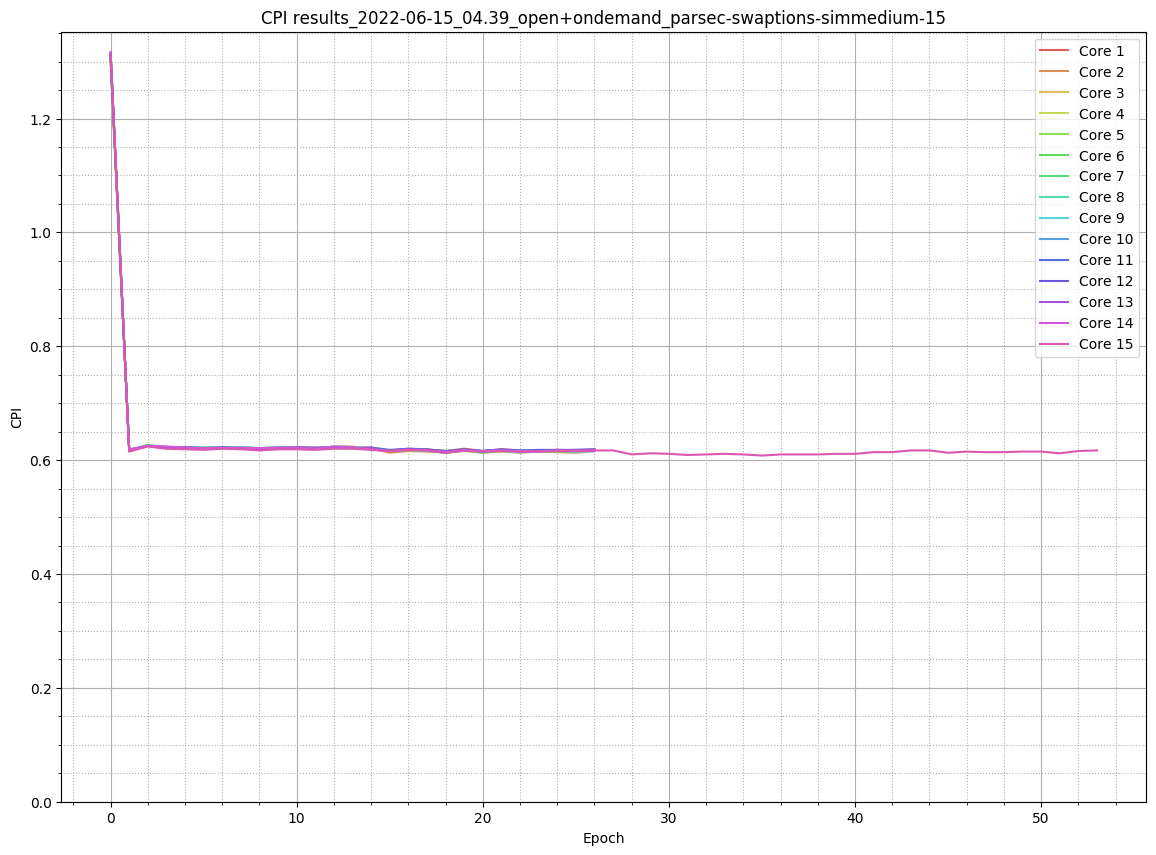 CPI results_2022-06-15_04.39_open+ondemand_parsec-swaptions-simmedium-15
Core 1
Core 2
Core 3
Core 4
Core 5
Core 6
Core 7
Core 8
Core 9
Core 10
Core 11
Core 12
Core 13
Core 14
Core 15
CPI
1.2
1.0
0.8
0.6
0.4
0.2
0.0
0 10 20 30 40 50
Epoch